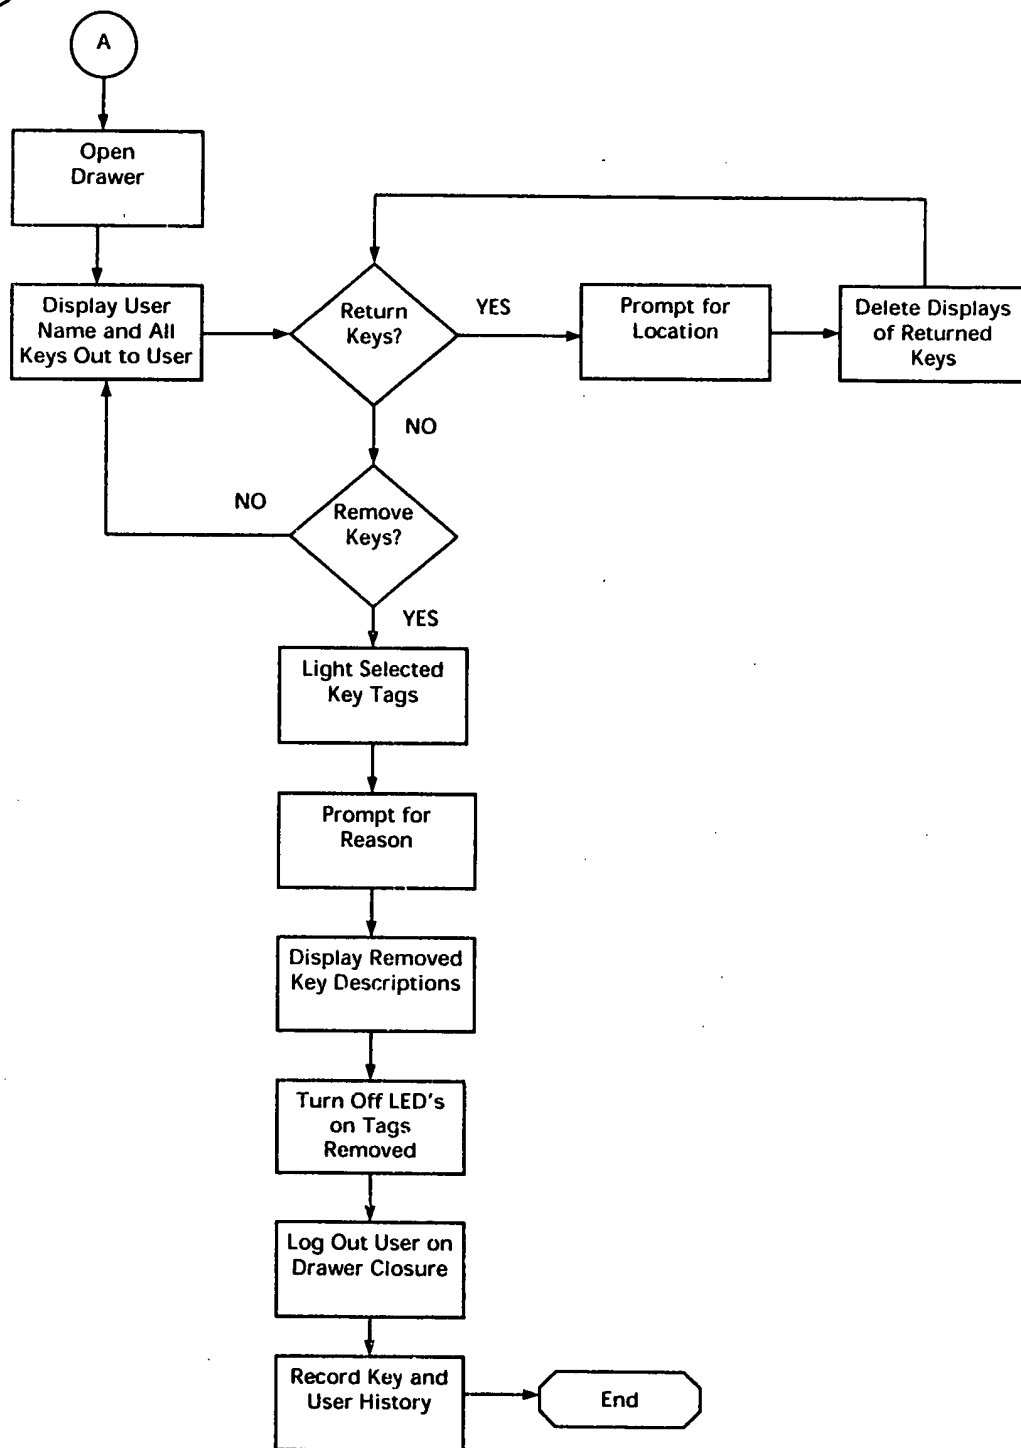 A
Open
Drawer
Display User
Name and All
Keys Out to User
Return
Keys?
YES
Prompt for
Location
Delete Displays
of Returned
Keys
NO
Remove
Keys?
NO
YES
Light Selected
Key Tags
Prompt for
Reason
Display Removed
Key Descriptions
Turn Off LED's
on Tags
Removed
Log Out User on
Drawer Closure
Record Key and
User History
End